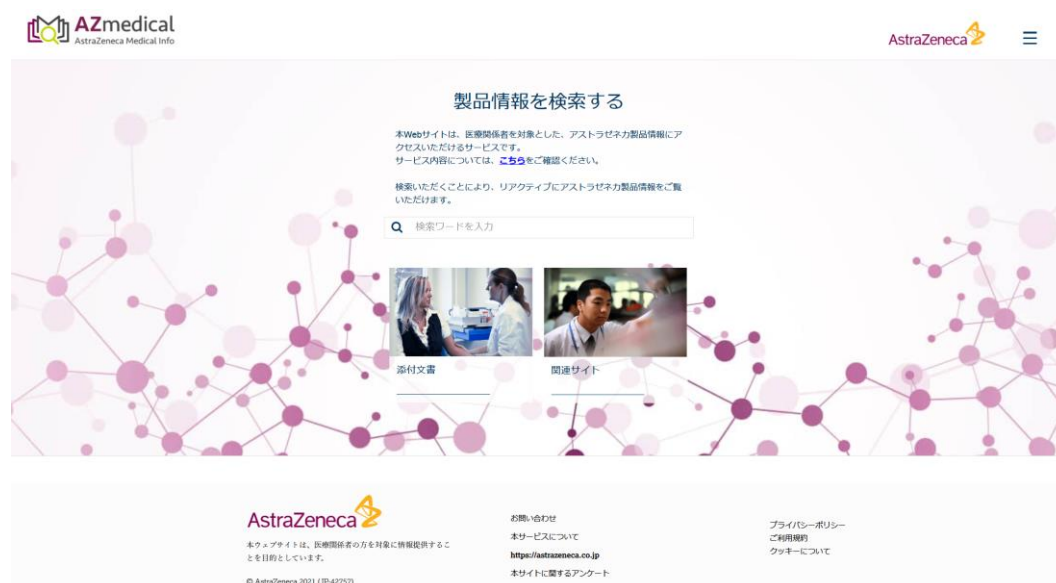 AZmedical
AstraZeneca Medical Info
AstraZeneca
製品情報を検索する
本Webサイトは、医療関係者を対象とした、アストラゼネカ製品情報にア
クセスいただけるサービスです。
サービス内容については、こちらをご確認ください。
検索いただくことにより、リアクティブにアストラゼネカ製品情報をご覧
いただけます。
検索ワードを入力
添付文書
関連サイト
AstraZeneca
本ウェブサイトは、医療関係者の方を対象に情報提供するこ
とを目的としています。
© AstraZeneca 2021 (JP-42757)
お問い合わせ
本サービスについて
https://astrazeneca.co.jp
本サイトに関するアンケート
プライバシーポリシー
ご利用規約
クッキーについて